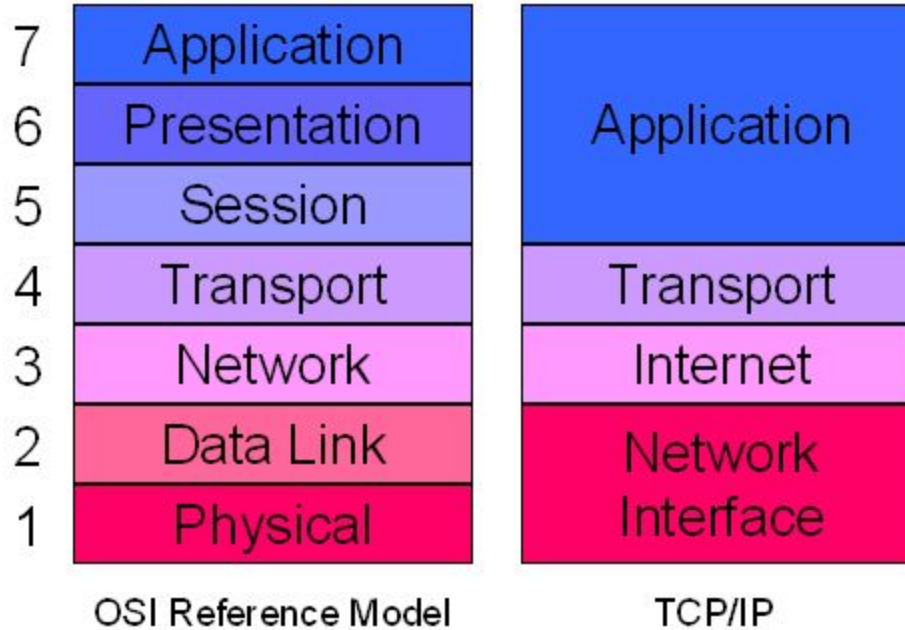 7 Application
6 Presentation Application
5 Session
4 Transport Transport
3 Network Internet
2 Data Link Network
1 Physical Interface
OSI Reference Model TCP/IP